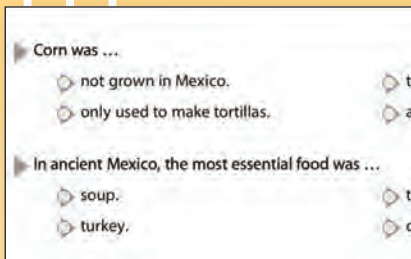 Corn was ...
not grown in Mexico.
only used to make tortillas.
In ancient Mexico, the most essential food was ...
soup.
turkey.